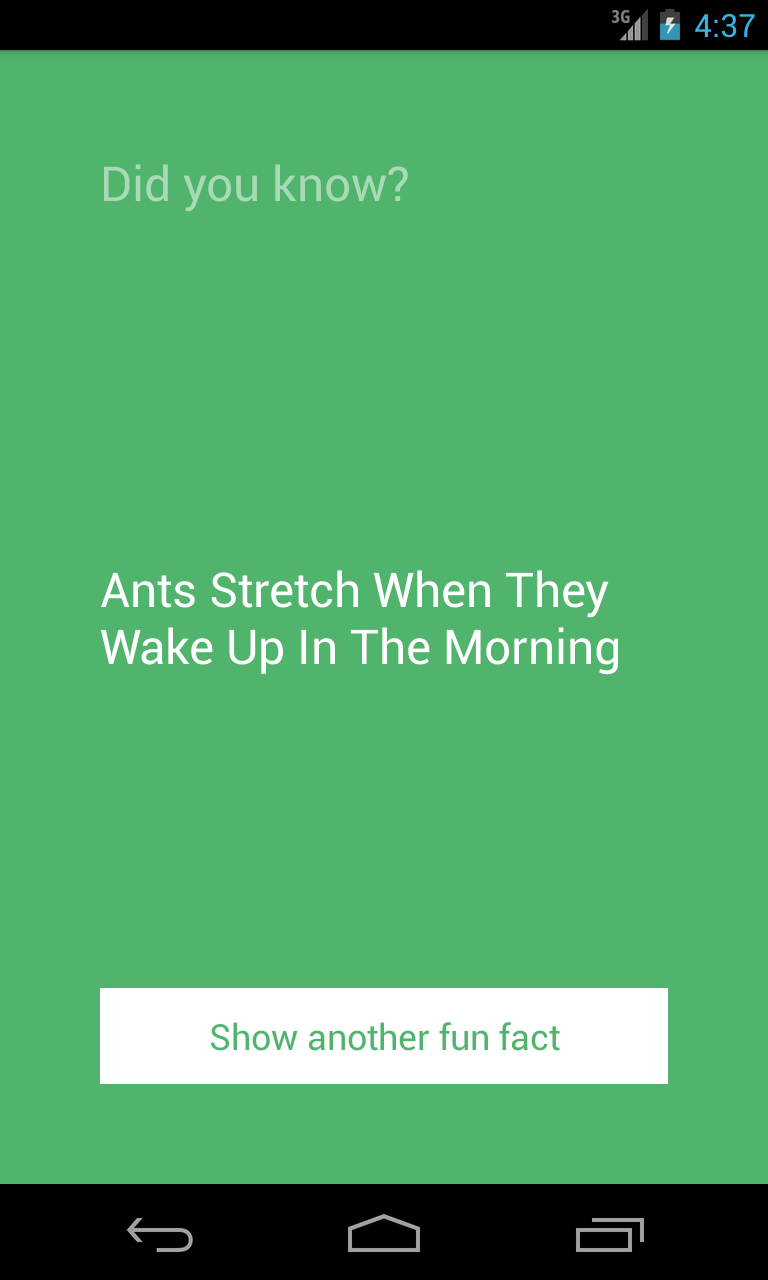 3G 4:37
Did you know?
Ants Stretch When They
Wake Up In The Morning
Show another fun fact